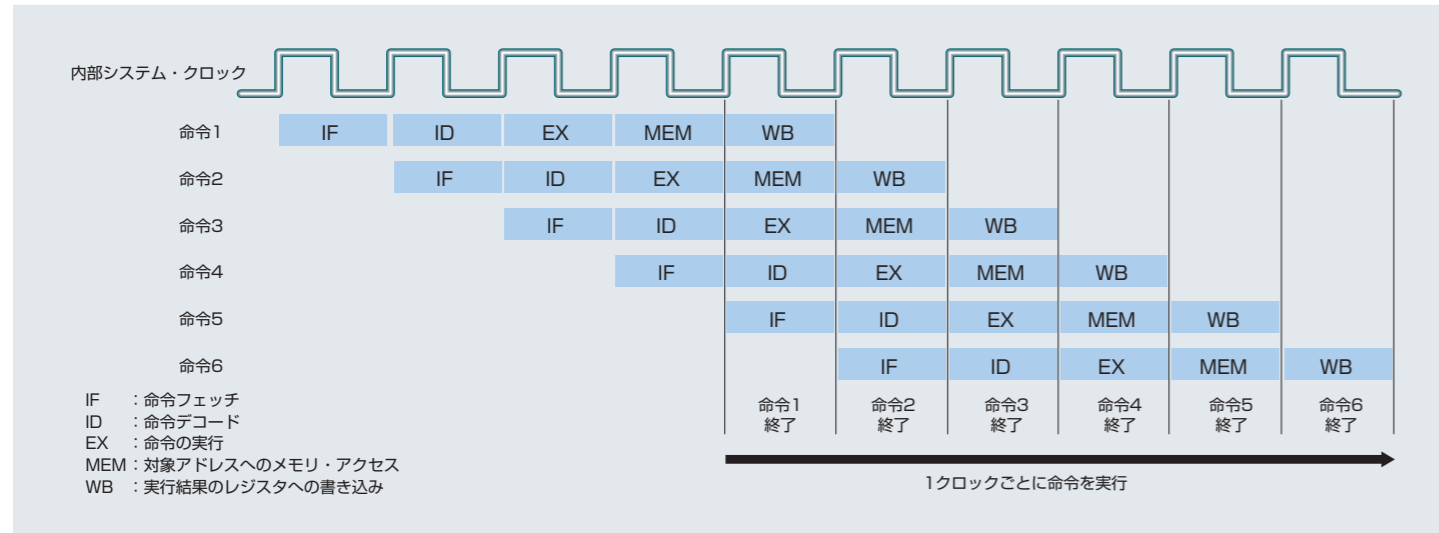 内部システム・クロック
命令1 IF ID EX MEM WB
命令2 IF ID EX MEM WB
命令3 IF ID EX MEM WB
命令4 IF ID EX MEM WB
命令5 IF ID EX MEM WB
命令6 IF ID EX MEM WB
命令1 命令2 命令3 命令4 命令5 命令6
終了 終了 終了 終了 終了 終了
1クロックごとに命令を実行
IF :命令フェッチ
ID :命令デコード
EX :命令の実行
MEM:対象アドレスへのメモリ・アクセス
WB :実行結果のレジスタへの書き込み